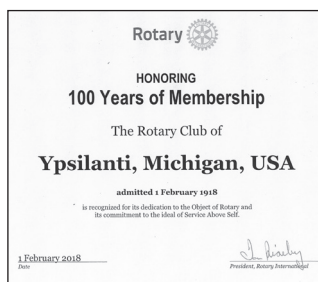 Rotary
HONORING
100 Years of Membership
The Rotary Club of
Ypsilanti, Michigan, USA
admitted 1 February 1918
is recognized for its dedication to the Object of Rotary and
its commitment to the ideal of Service Above Self.
1 February 2018
Date
President, Rotary International